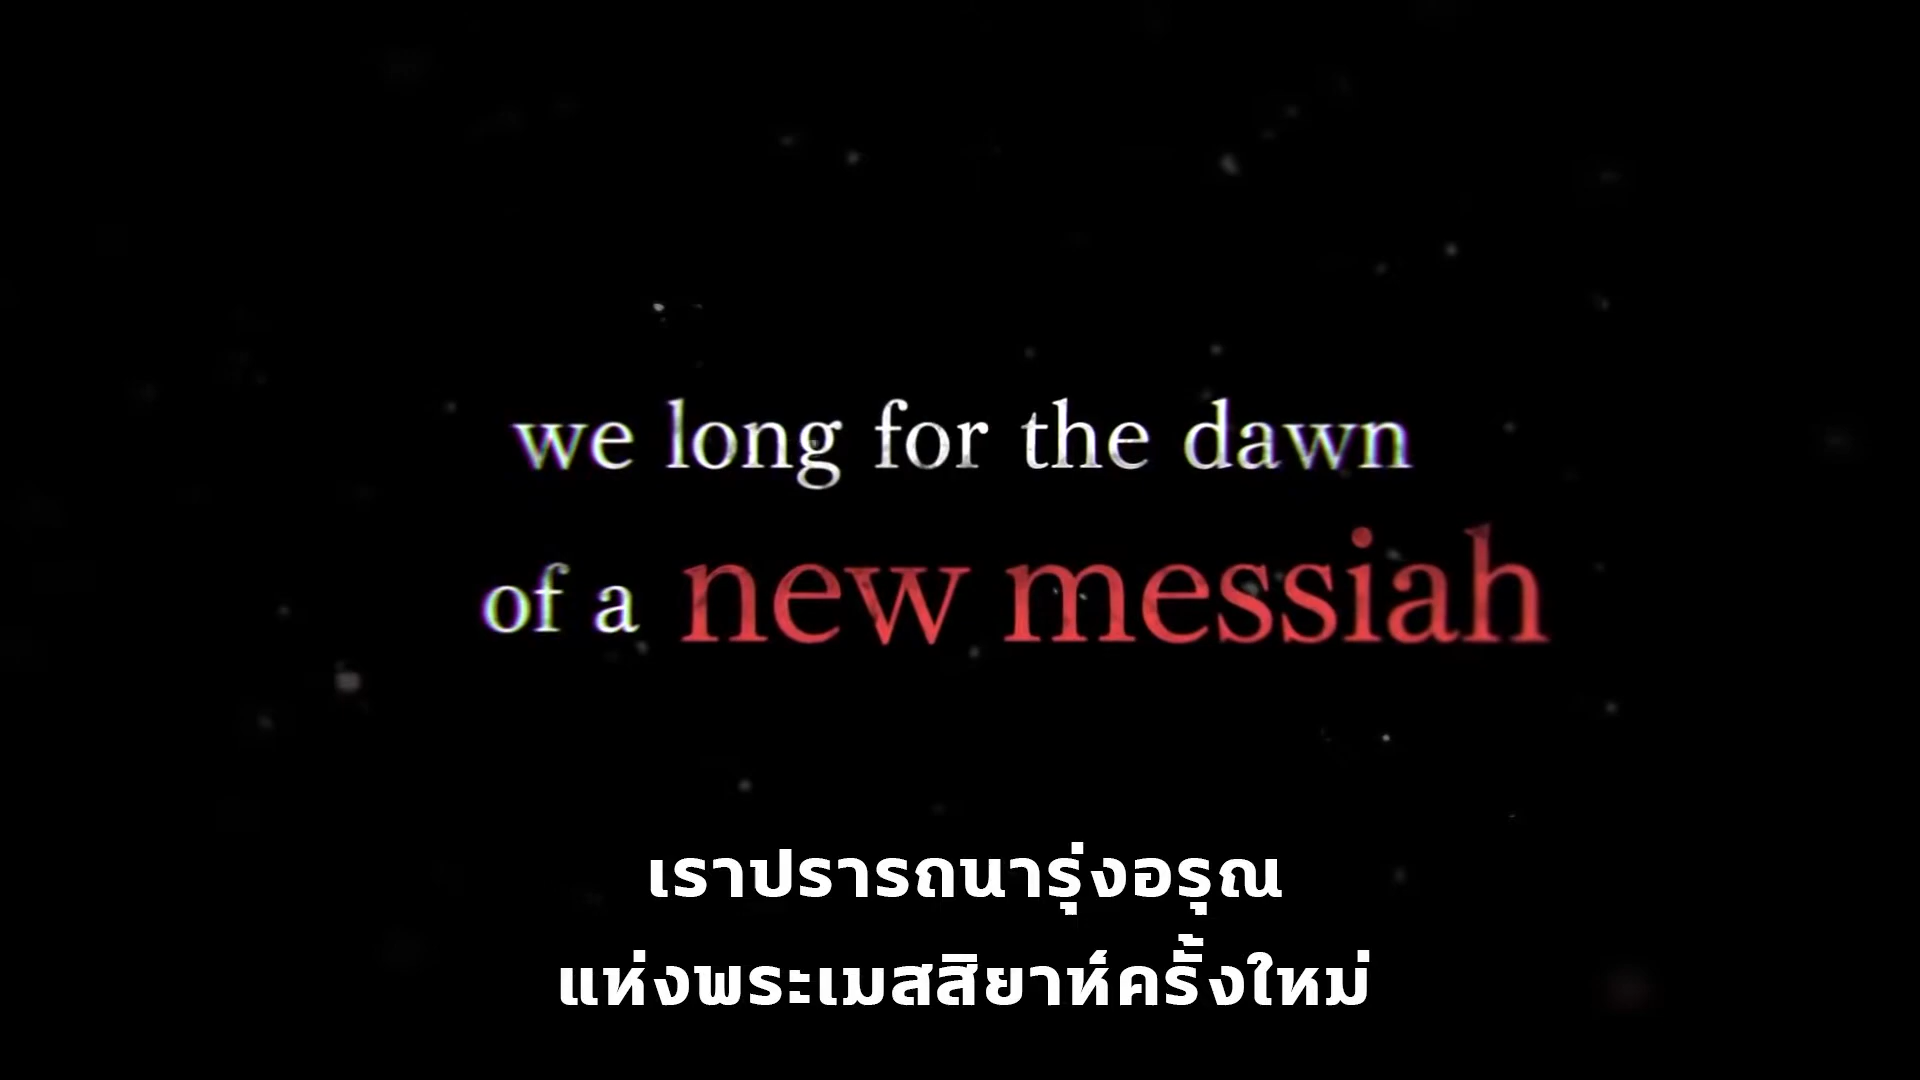 we long for the dawn
of a new messiah
เราปรารถนารุ่งอรุณ
แห่งพระเมสสิยาห์ครั้งใหม่